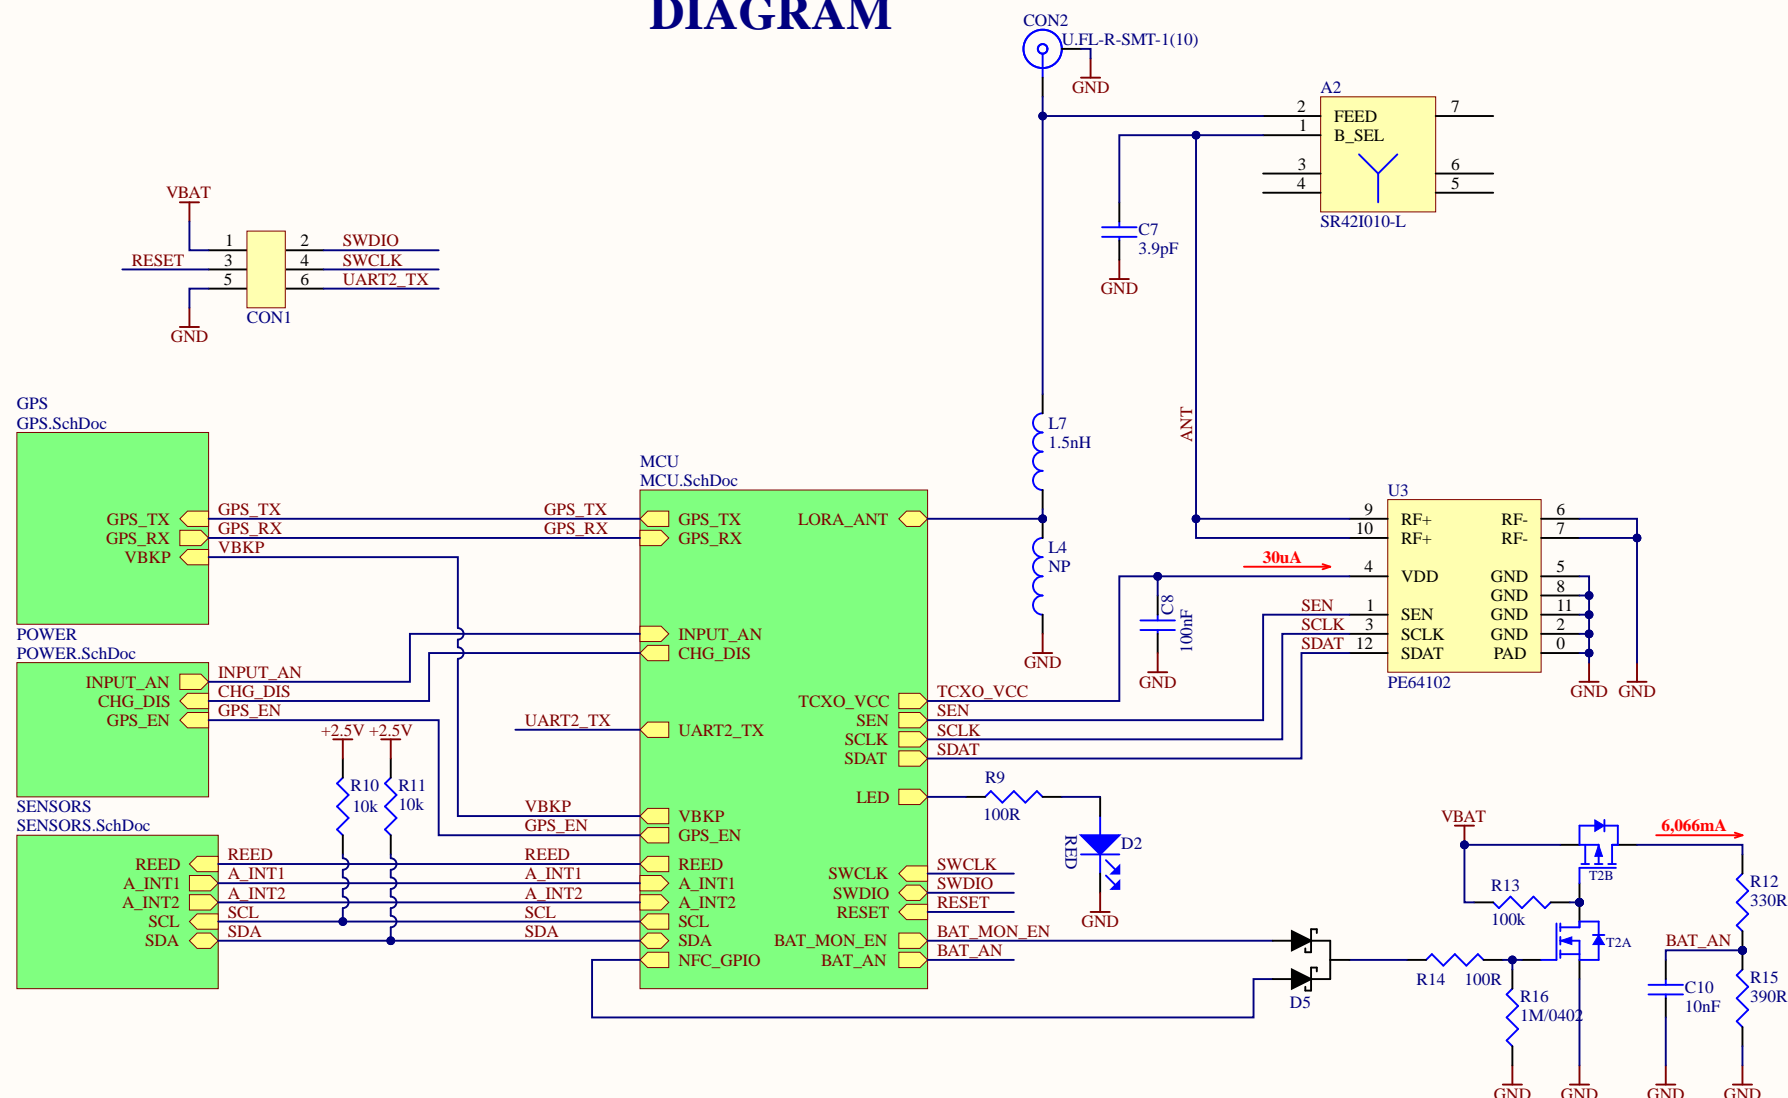 DIAGRAM
CON2
U.FL-R-SMT-1(10)
GND
A2
2 FEED 7
1 B_SEL
3 6
4 5
SR42I010-L
C7
3.9pF
GND
VBAT
1 2 SWDIO
RESET 3 4 SWCLK
5 6 UART2_TX
CON1
GND
GPS
GPS.SchDoc
GPS_TX GPS_TX GPS_TX
GPS_RX GPS_RX GPS_RX
VBKP VBKP
POWER
POWER.SchDoc
INPUT_AN INPUT_AN
CHG_DIS CHG_DIS
GPS_EN GPS_EN
+2.5V +2.5V
R10
10k
R11
10k
SENSORS
SENSORS.SchDoc
REED REED REED
A_INT1 A_INT1 A_INT1
A_INT2 A_INT2 A_INT2
SCL SCL SCL
SDA SDA SDA
MCU
MCU.SchDoc
GPS_TX LORA_ANT
GPS_RX
INPUT_AN
CHG_DIS
TCXO_VCC TCXO_VCC
SEN SEN
UART2_TX UART2_TX
SCLK SCLK
SDAT SDAT
LED
VBKP VBKP
GPS_EN GPS_EN
REED
A_INT1 SWCLK SWCLK
A_INT2 SWDIO SWDIO
SCL RESET RESET
SDA BAT_MON_EN BAT_MON_EN
NFC_GPIO BAT_AN BAT_AN
L7
1.5nH
L4
NP
GND
ANT
U3
9 RF+ RF- 6
10 RF+ RF- 7
30uA
4 VDD GND 5
GND 8
SEN 1 SEN GND 11
SCLK 3 SCLK GND 2
SDAT 12 SDAT PAD 0
PE64102
GND GND
C8
100nF
GND
R9
100R
RED
D2
GND
D5
VBAT
6,066mA
T2B
R13
100k
T2A
R12
330R
BAT_AN
R14 100R
R16
1M/0402
C10
10nF
R15
390R
GND GND GND GND